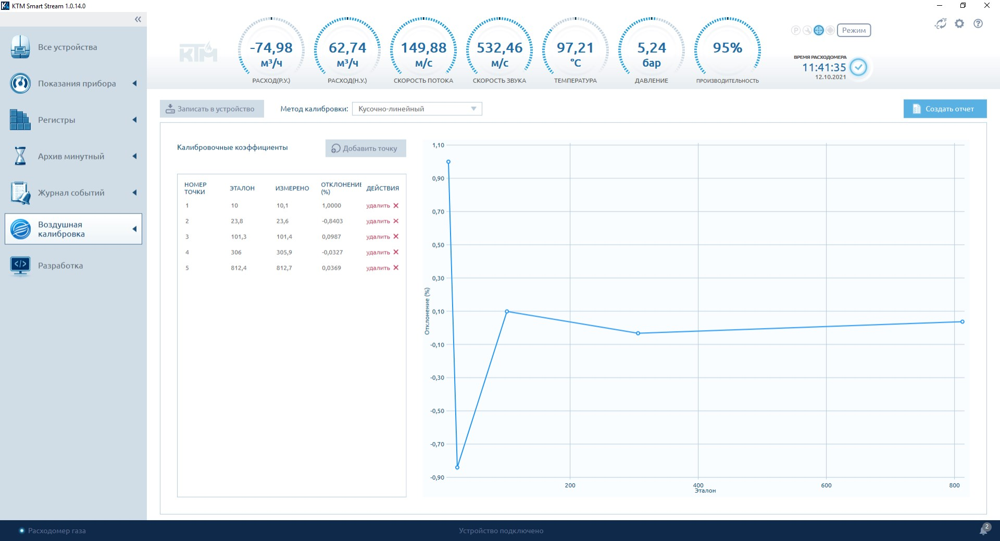 KTM Smart Stream 1.0.14.0
Все устройства
Показания прибора
Регистры
Архив минутный
Журнал событий
Воздушная
калибровка
Разработка
КТМ
-74,98
м³/ч
РАСХОД(Р.У.)
62,74
м³/ч
РАСХОД(Н.У.)
149,88
м/с
СКОРОСТЬ ПОТОКА
532,46
м/с
СКОРОСТЬ ЗВУКА
97,21
°C
ТЕМПЕРАТУРА
5,24
бар
ДАВЛЕНИЕ
95%
ПРОИЗВОДИТЕЛЬНОСТЬ
P
Режим
ВРЕМЯ РАСХОДОМЕРА
11:41:35
12.10.2021
Записать в устройство
Метод калибровки: Кусочно-линейный
Создать отчет
Калибровочные коэффициенты
Добавить точку
НОМЕР ТОЧКИ ЭТАЛОН ИЗМЕРЕНО ОТКЛОНЕНИЕ (%) ДЕЙСТВИЯ
1 10 10,1 1,0000 удалить
2 23,8 23,6 -0,8403 удалить
3 101,3 101,4 0,0987 удалить
4 306 305,9 -0,0327 удалить
5 812,4 812,7 0,0369 удалить
Отклонение (%)
1,10
0,90
0,70
0,50
0,30
0,10
-0,10
-0,30
-0,50
-0,70
-0,90
200 400 600 800
Эталон
Расходомер газа
Устройство подключено
2